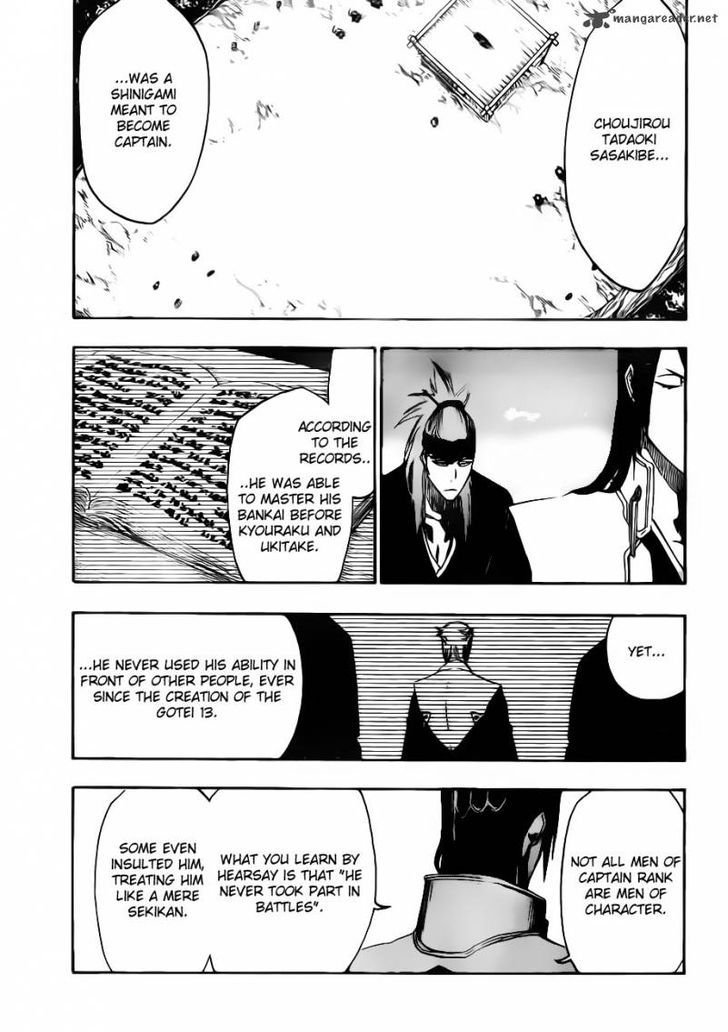 mangareader.net
CHOUJIROU
TADAOKI
SASAKIBE...
...WAS A
SHINIGAMI
MEANT TO
BECOME
CAPTAIN.
ACCORDING
TO THE
RECORDS..
..HE WAS ABLE
TO MASTER HIS
BANKAI BEFORE
KYOURAKU AND
UKITAKE.
YET...
...HE NEVER USED HIS ABILITY IN
FRONT OF OTHER PEOPLE, EVER
SINCE THE CREATION OF THE
GOTEI 13.
NOT ALL MEN OF
CAPTAIN RANK
ARE MEN OF
CHARACTER.
WHAT YOU LEARN BY
HEARSAY IS THAT "HE
NEVER TOOK PART IN
BATTLES".
SOME EVEN
INSULTED HIM,
TREATING HIM
LIKE A MERE
SEKIKAN.